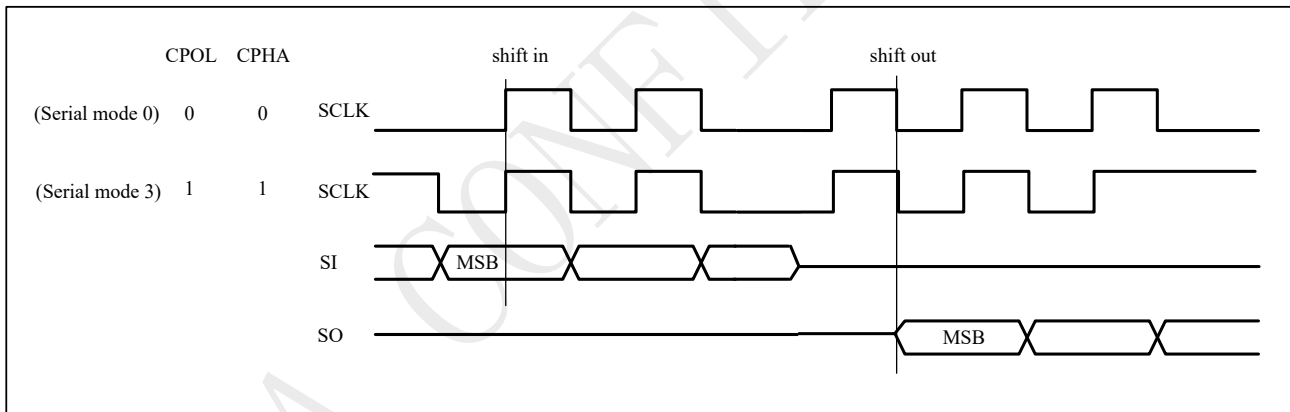 CPOL CPHA shift in shift out
(Serial mode 0) 0 0 SCLK
(Serial mode 3) 1 1 SCLK
SI MSB
SO MSB